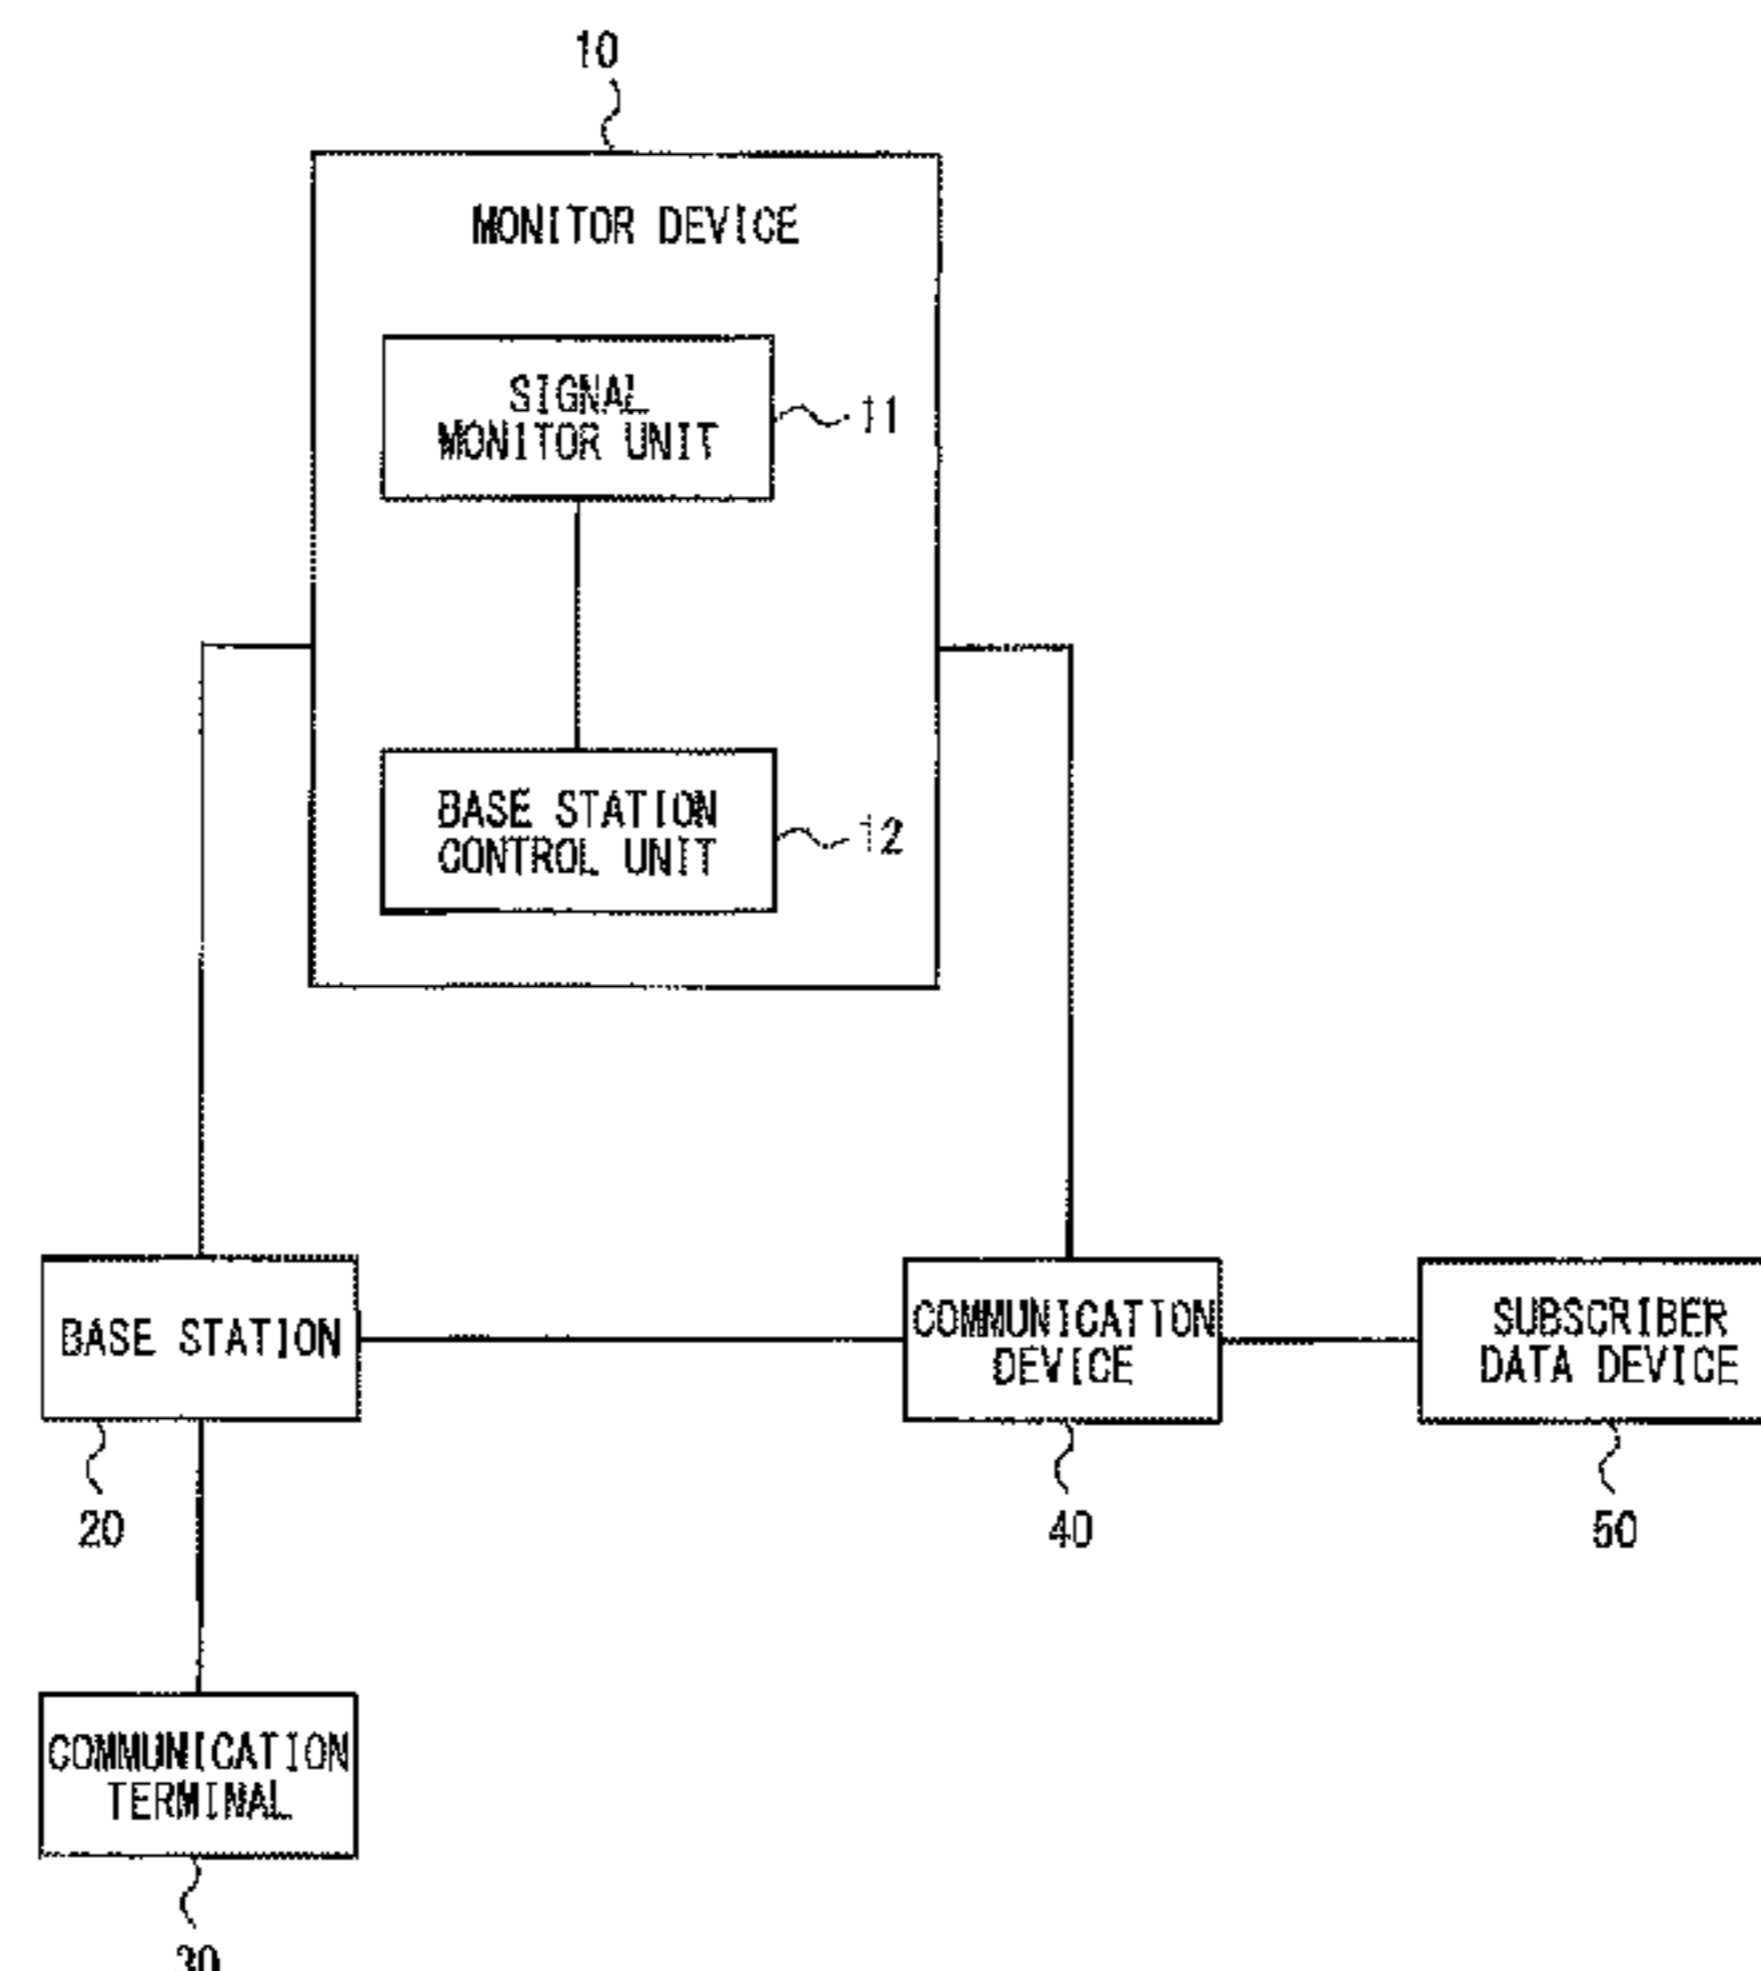 10
MONITOR DEVICE
SIGNAL
MONITOR UNIT
11
BASE STATION
CONTROL UNIT
12
BASE STATION
COMMUNICATION
DEVICE
SUBSCRIBER
DATA DEVICE
20
40
50
COMMUNICATION
TERMINAL
30